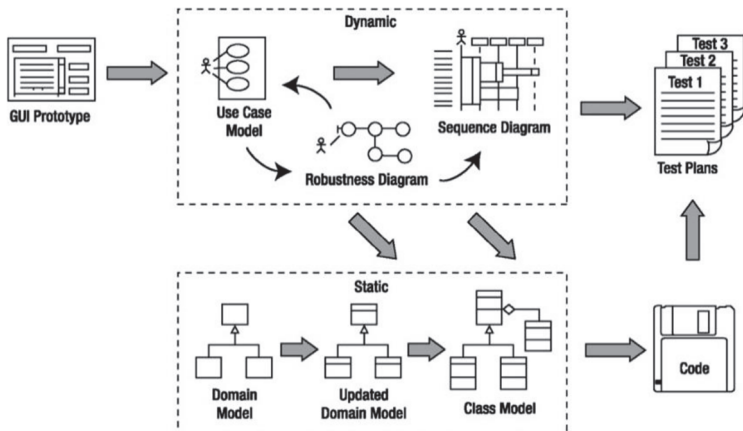 Dynamic
GUI Prototype
Use Case
Model
Robustness Diagram
Sequence Diagram
Test 3
Test 2
Test 1
Test Plans
Static
Domain
Model
Updated
Domain Model
Class Model
Code